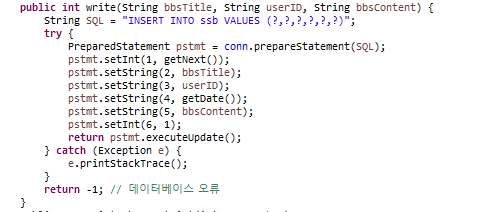 public int write(String bbsTitle, String userID, String bbsContent) {
String SQL = "INSERT INTO ssb VALUES (?,?,?,?,?,?)";
try {
PreparedStatement pstmt = conn.prepareStatement(SQL);
pstmt.setInt(1, getNext());
pstmt.setString(2, bbsTitle);
pstmt.setString(3, userID);
pstmt.setString(4, getDate());
pstmt.setString(5, bbsContent);
pstmt.setInt(6, 1);
return pstmt.executeUpdate();
} catch (Exception e) {
e.printStackTrace();
}
return -1; // 데이터베이스 오류
}